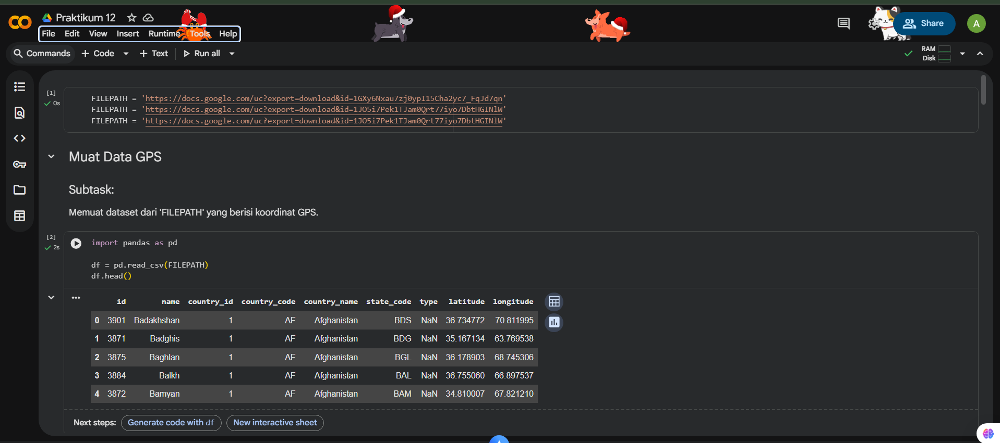 Praktikum 12
File Edit View Insert Runtime Tools Help
Share
A
Commands + Code + Text Run all
RAM
Disk
[1]
0s
FILEPATH = 'https://docs.google.com/uc?export=download&id=1GXy6Nxau7zj0ypI15Cha2yc7_FqJd7qn'
FILEPATH = 'https://docs.google.com/uc?export=download&id=1JO5i7Pek1TJam0Qrt77iyo7DbtHGINlW'
FILEPATH = 'https://docs.google.com/uc?export=download&id=1JO5i7Pek1TJam0Qrt77iyo7DbtHGINlW'
Muat Data GPS
Subtask:
Memuat dataset dari 'FILEPATH' yang berisi koordinat GPS.
[2]
2s
import pandas as pd
df = pd.read_csv(FILEPATH)
df.head()
id name country_id country_code country_name state_code type latitude longitude
0 3901 Badakhshan 1 AF Afghanistan BDS NaN 36.734772 70.811995
1 3871 Badghis 1 AF Afghanistan BDG NaN 35.167134 63.769538
2 3875 Baghlan 1 AF Afghanistan BGL NaN 36.178903 68.745306
3 3884 Balkh 1 AF Afghanistan BAL NaN 36.755060 66.897537
4 3872 Bamyan 1 AF Afghanistan BAM NaN 34.810007 67.821210
Next steps: Generate code with df New interactive sheet